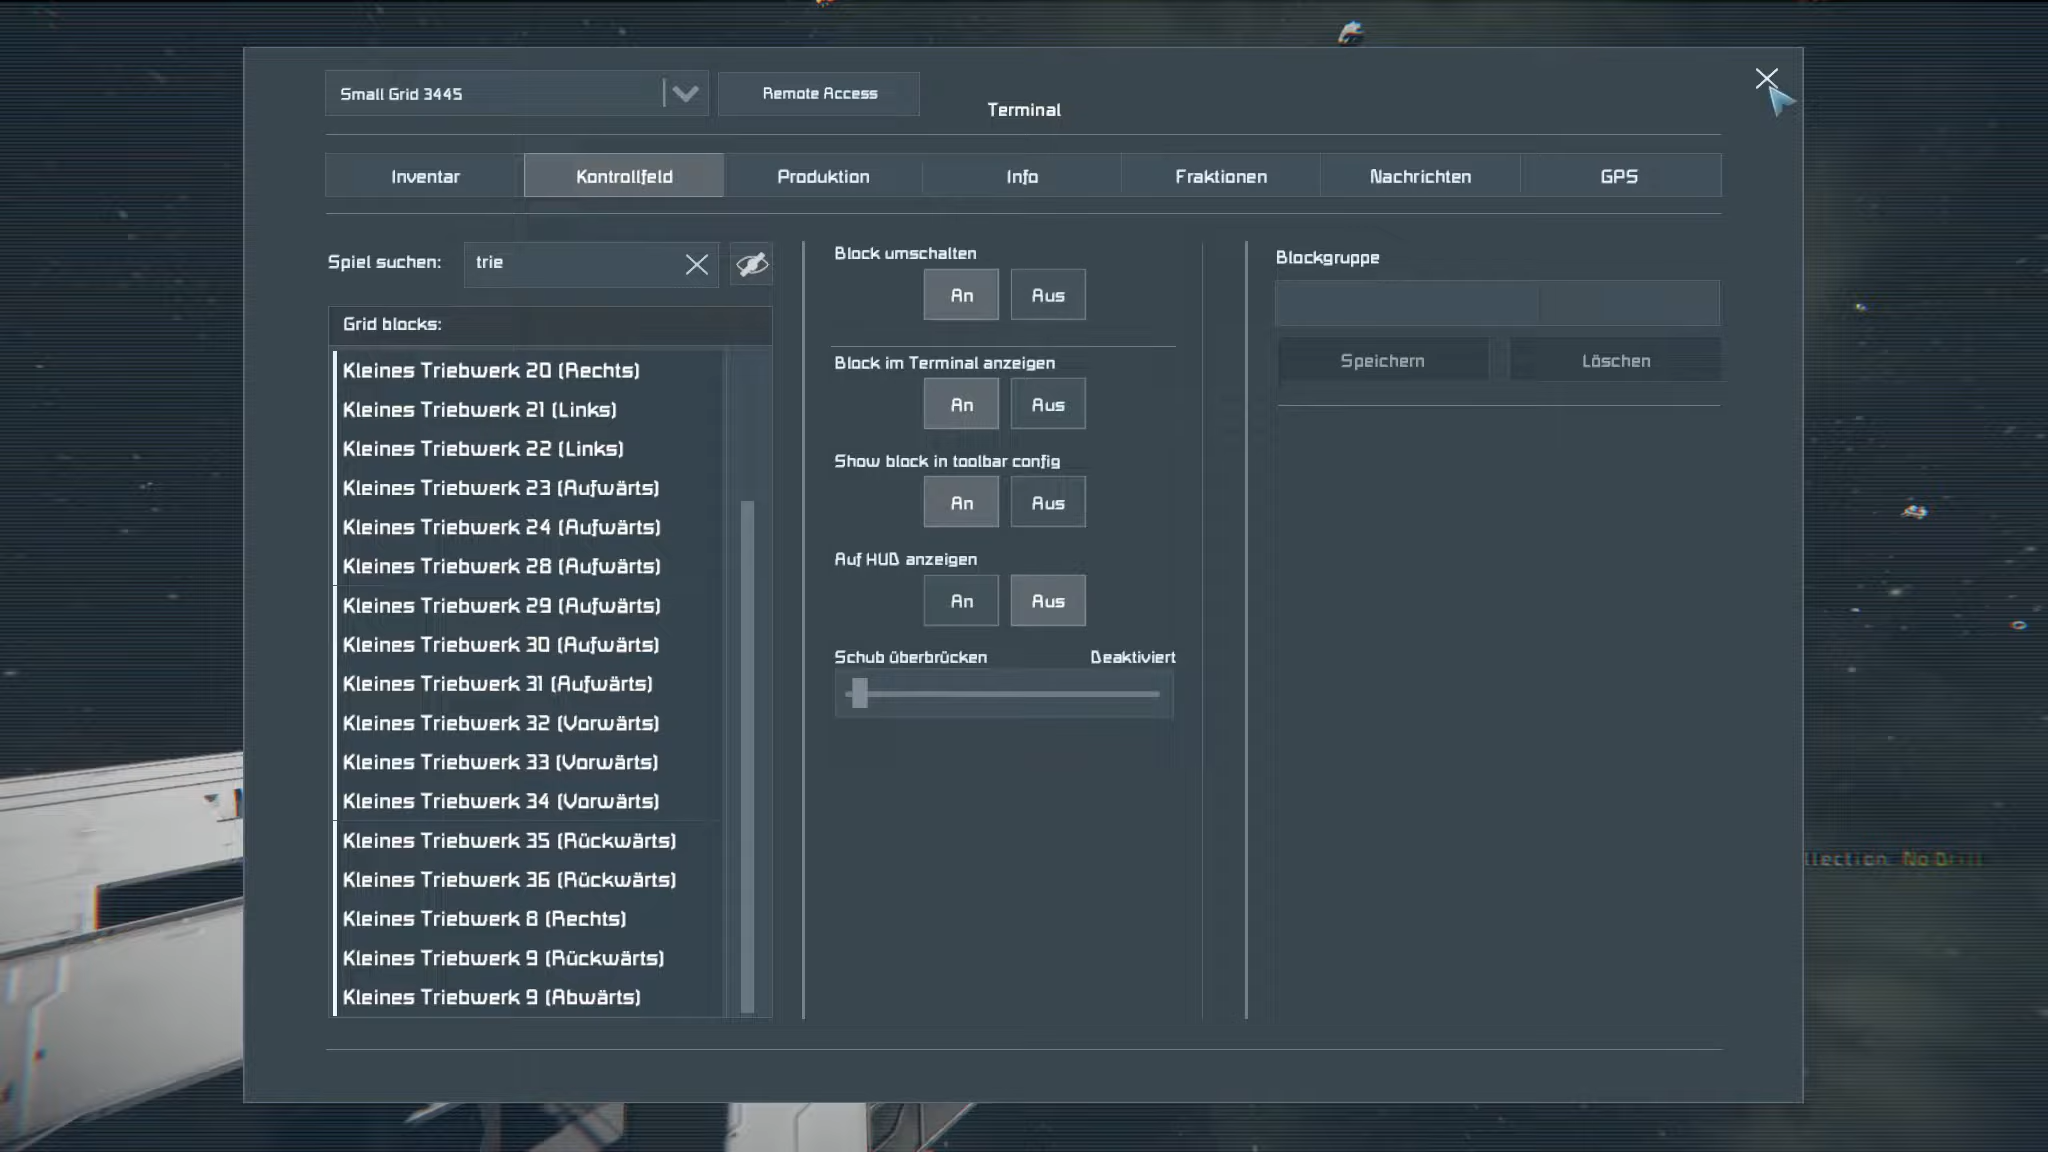 Small Grid 3445
Remote Access
Terminal
Inventar
Kontrollfeld
Produktion
Info
Fraktionen
Nachrichten
GPS
Spiel suchen:
trie
Grid blocks:
Kleines Triebwerk 20 (Rechts)
Kleines Triebwerk 21 (Links)
Kleines Triebwerk 22 (Links)
Kleines Triebwerk 23 (Aufwärts)
Kleines Triebwerk 24 (Aufwärts)
Kleines Triebwerk 28 (Aufwärts)
Kleines Triebwerk 29 (Aufwärts)
Kleines Triebwerk 30 (Aufwärts)
Kleines Triebwerk 31 (Aufwärts)
Kleines Triebwerk 32 (Vorwärts)
Kleines Triebwerk 33 (Vorwärts)
Kleines Triebwerk 34 (Vorwärts)
Kleines Triebwerk 35 (Rückwärts)
Kleines Triebwerk 36 (Rückwärts)
Kleines Triebwerk 8 (Rechts)
Kleines Triebwerk 9 (Rückwärts)
Kleines Triebwerk 9 (Abwärts)
Block umschalten
An Aus
Block im Terminal anzeigen
An Aus
Show block in toolbar config
An Aus
Auf HUD anzeigen
An Aus
Schub überbrücken Deaktiviert
Blockgruppe
Speichern Löschen
llection No Drill